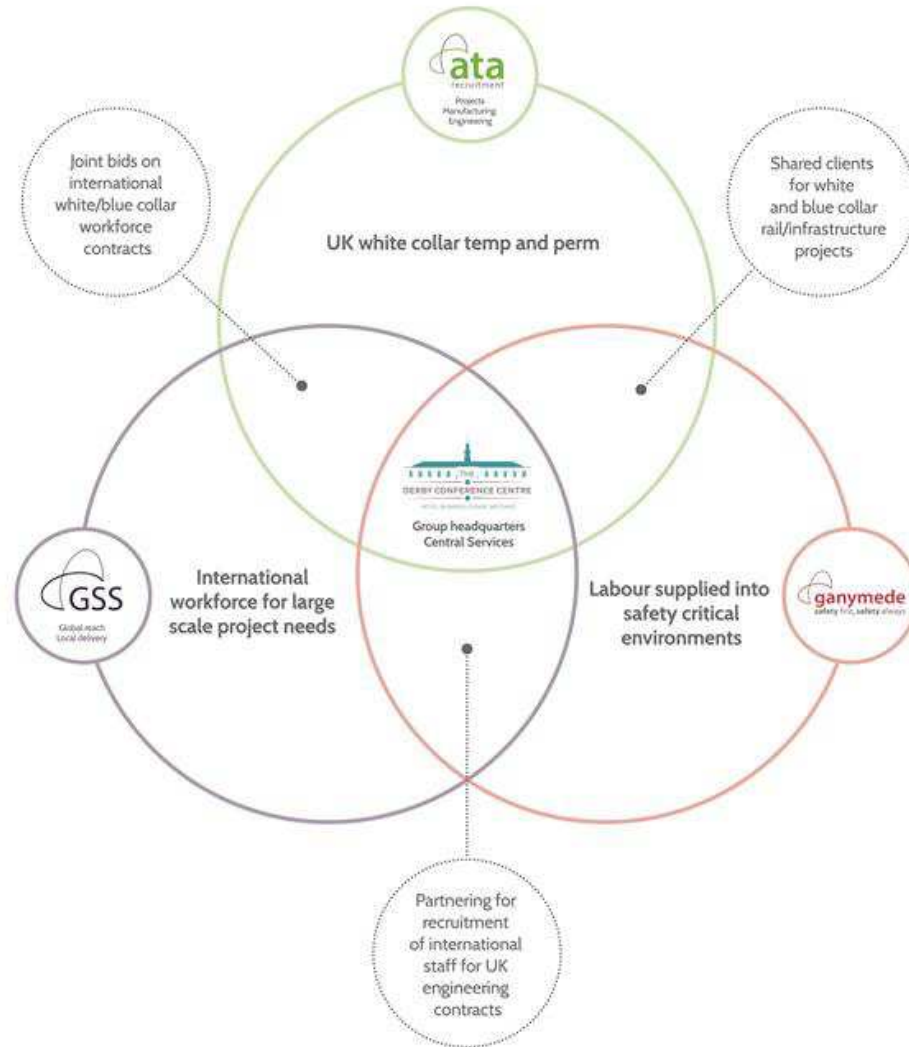 ata
recruitment
Projects
Manufacturing
Engineering
Joint bids on
international
white/blue collar
workforce
contracts
Shared clients
for white
and blue collar
rail/infrastructure
projects
UK white collar temp and perm
THE
DERBY CONFERENCE CENTRE
Group headquarters
Central Services
GSS
Global reach
Local delivery
International
workforce for large
scale project needs
Labour supplied into
safety critical
environments
ganymede
safety first, safety always
Partnering for
recruitment
of international
staff for UK
engineering
contracts